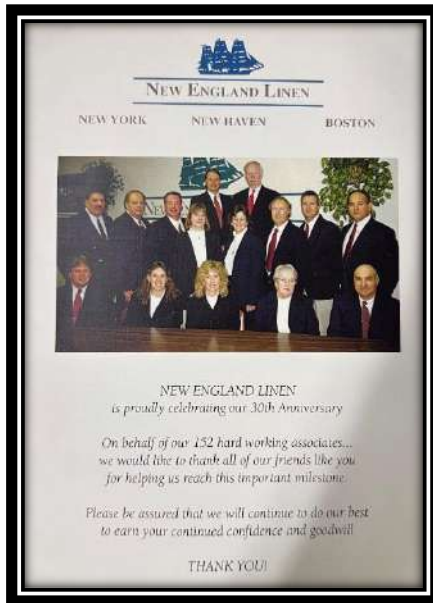 NEW ENGLAND LINEN
NEW YORK NEW HAVEN BOSTON
NEW ENGLAND LINEN
is proudly celebrating our 30th Anniversary
On behalf of our 152 hard working associates...
we would like to thank all of our friends like you
for helping us reach this important milestone.
Please be assured that we will continue to do our best
to earn your continued confidence and goodwill
THANK YOU!